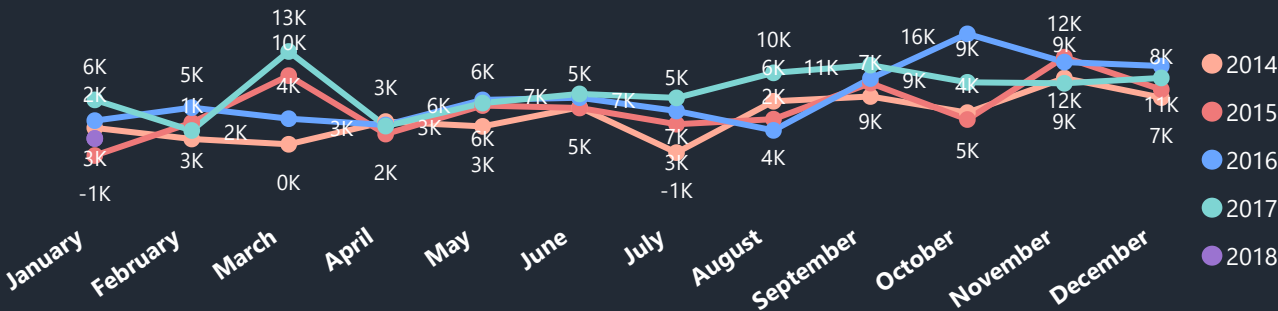 13K
12K
10K
16K
10K
9K
9K
8K
6K
5K
6K
5K
5K
6K
11K
7K
2K
4K
3K
7K
7K
2K
9K
4K
1K
6K
12K
11K
2K
3K
3K
6K
7K
9K
5K
9K
7K
3K
3K
3K
5K
3K
4K
-1K
0K
2K
-1K
January
February
March
April
May
June
July
August
September
October
November
December
2014
2015
2016
2017
2018